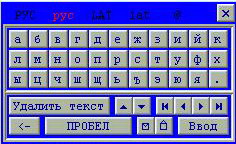 РУС рус LAT lat @ ×
а б в г д е ж з и й к
л м н о п р с т у ф х
ы ц ч ш щ ь ъ э ю я .
Удалить текст
<- ПРОБЕЛ Ввод